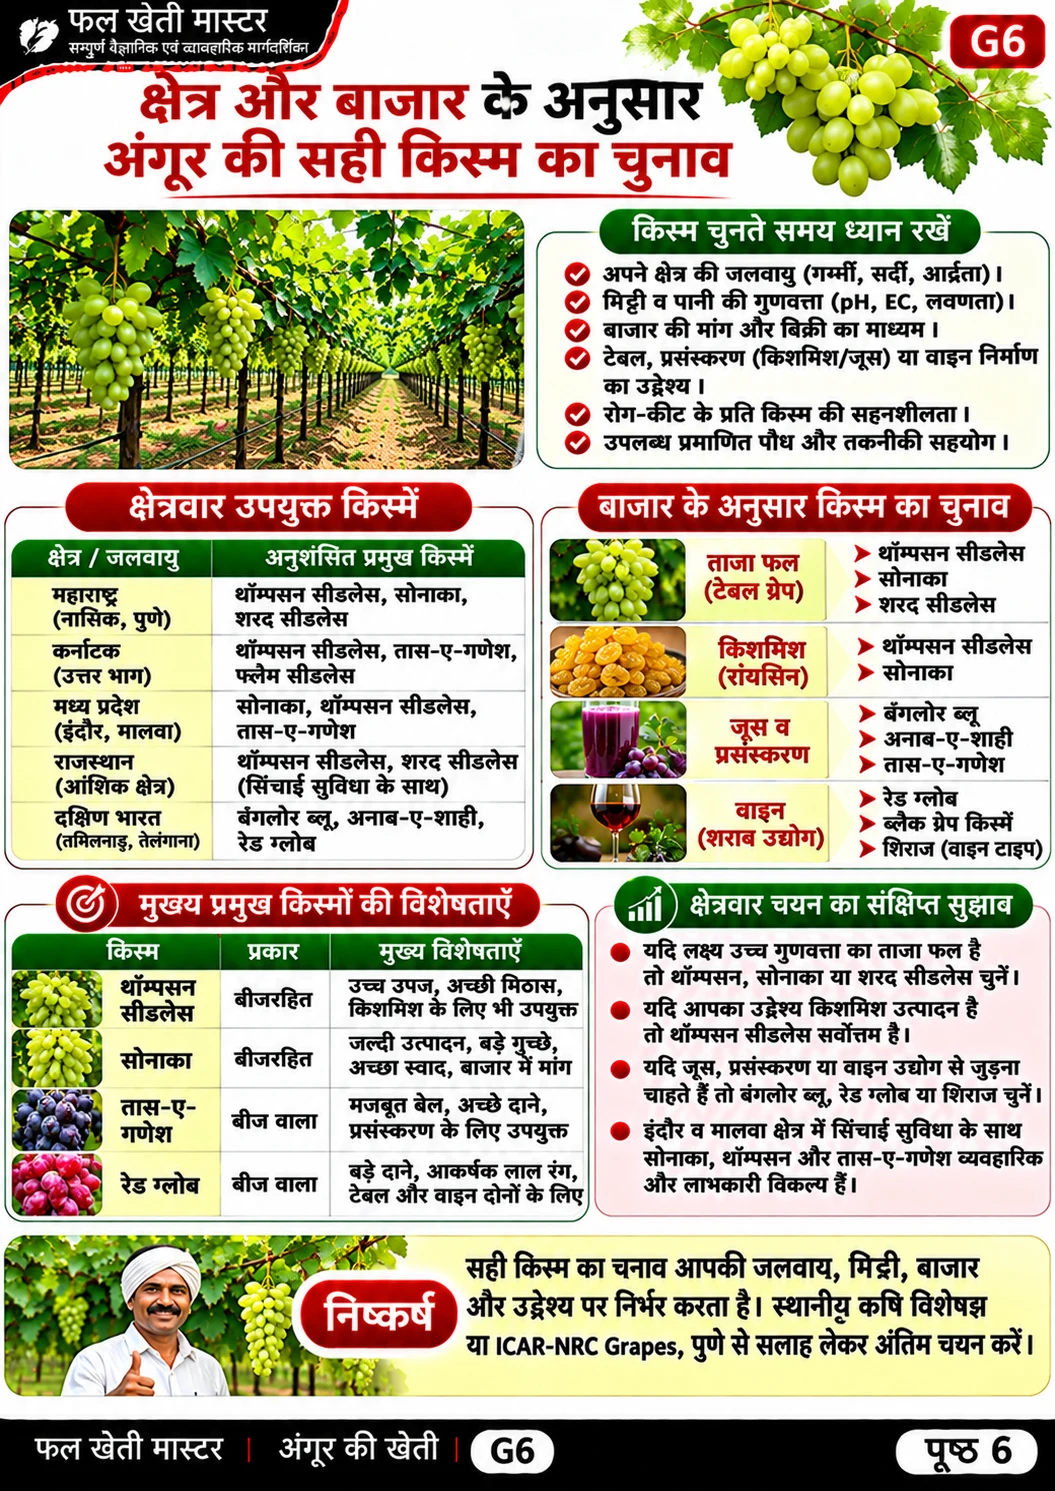 फल खेती मास्टर
सम्पूर्ण वैज्ञानिक एवं व्यावहारिक मार्गदर्शिका
G6
क्षेत्र और बाजार के अनुसार
अंगूर की सही किस्म का चुनाव
किस्म चुनते समय ध्यान रखें
अपने क्षेत्र की जलवायु (गर्मी, सर्दी, आर्द्रता)।
मिट्टी व पानी की गुणवत्ता (pH, EC, लवणता)।
बाजार की मांग और बिक्री का माध्यम।
टेबल, प्रसंस्करण (किशमिश/जूस) या वाइन निर्माण
का उद्देश्य।
रोग-कीट के प्रति किस्म की सहनशीलता।
उपलब्ध प्रमाणित पौध और तकनीकी सहयोग।
क्षेत्रवार उपयुक्त किस्में
क्षेत्र / जलवायु
अनुशंसित प्रमुख किस्में
महाराष्ट्र
(नासिक, पुणे)
थॉम्पसन सीडलेस, सोनाका,
शरद सीडलेस
कर्नाटक
(उत्तर भाग)
थॉम्पसन सीडलेस, तास-ए-गणेश,
फ्लैम सीडलेस
मध्य प्रदेश
(इंदौर, मालवा)
सोनाका, थॉम्पसन सीडलेस,
तास-ए-गणेश
राजस्थान
(आंशिक क्षेत्र)
थॉम्पसन सीडलेस, शरद सीडलेस
(सिंचाई सुविधा के साथ)
दक्षिण भारत
(तमिलनाडु, तेलंगाना)
बंगलोर ब्लू, अनाब-ए-शाही,
रेड ग्लोब
बाजार के अनुसार किस्म का चुनाव
ताजा फल
(टेबल ग्रेप)
थॉम्पसन सीडलेस
सोनाका
शरद सीडलेस
किशमिश
(रांयसिन)
थॉम्पसन सीडलेस
सोनाका
जूस व
प्रसंस्करण
बॅगलोर ब्लू
अनाब-ए-शाही
तास-ए-गणेश
वाइन
(शराब उद्योग)
रेड ग्लोब
ब्लैक ग्रेप किस्में
शिराज (वाइन टाइप)
मुखय प्रमुख किस्मों की विशेषताएॅ
किस्म
प्रकार
मुख्य विशेषताएॅ
थॉम्पसन
सीडलेस
बीजरहित
उच्च उपज, अच्छी मिठास,
किशमिश के लिए भी उपयुक्त
सोनाका
बीजरहित
जल्दी उत्पादन, बड़े गुच्छे,
अच्छा स्वाद, बाजार में मांग
तास-ए-
गणेश
बीज वाला
मजबूत बेल, अच्छे दाने,
प्रसंस्करण के लिए उपयुक्त
रेड ग्लोब
बीज वाला
बड़े दाने, आकर्षक लाल रंग,
टेबल और वाइन दोनों के लिए
क्षेत्रवार चयन का संक्षिप्त सुझाब
यदि लक्ष्य उच्च गुणवत्ता का ताजा फल है
तो थॉम्पसन, सोनाका या शरद सीडलेस चुनें।
यदि आपका उद्देश्य किशमिश उत्पादन है
तो थॉम्पसन सीडलेस सर्वोत्तम है।
यदि जूस, प्रसंस्करण या वाइन उद्योग से जुड़ना
चाहते हैं तो बंगलोर ब्लू, रेड ग्लोब या शिराज चुनें।
इंदौर व मालवा क्षेत्र में सिंचाई सुविधा के साथ
सोनाका, थॉम्पसन और तास-ए-गणेश व्यवहारिक
और लाभकारी विकल्प हैं।
निष्कर्ष
सही किस्म का चनाव आपकी जलवाय, मिट्टी, बाजार
और उद्देश्य पर निर्भर करता है। स्थानीय कषि विशेषज्ञ
या ICAR-NRC Grapes, पुणे से सलाह लेकर अंतिम चयन करें।
फल खेती मास्टर | अंगूर की खेती | G6
पृष्ठ 6